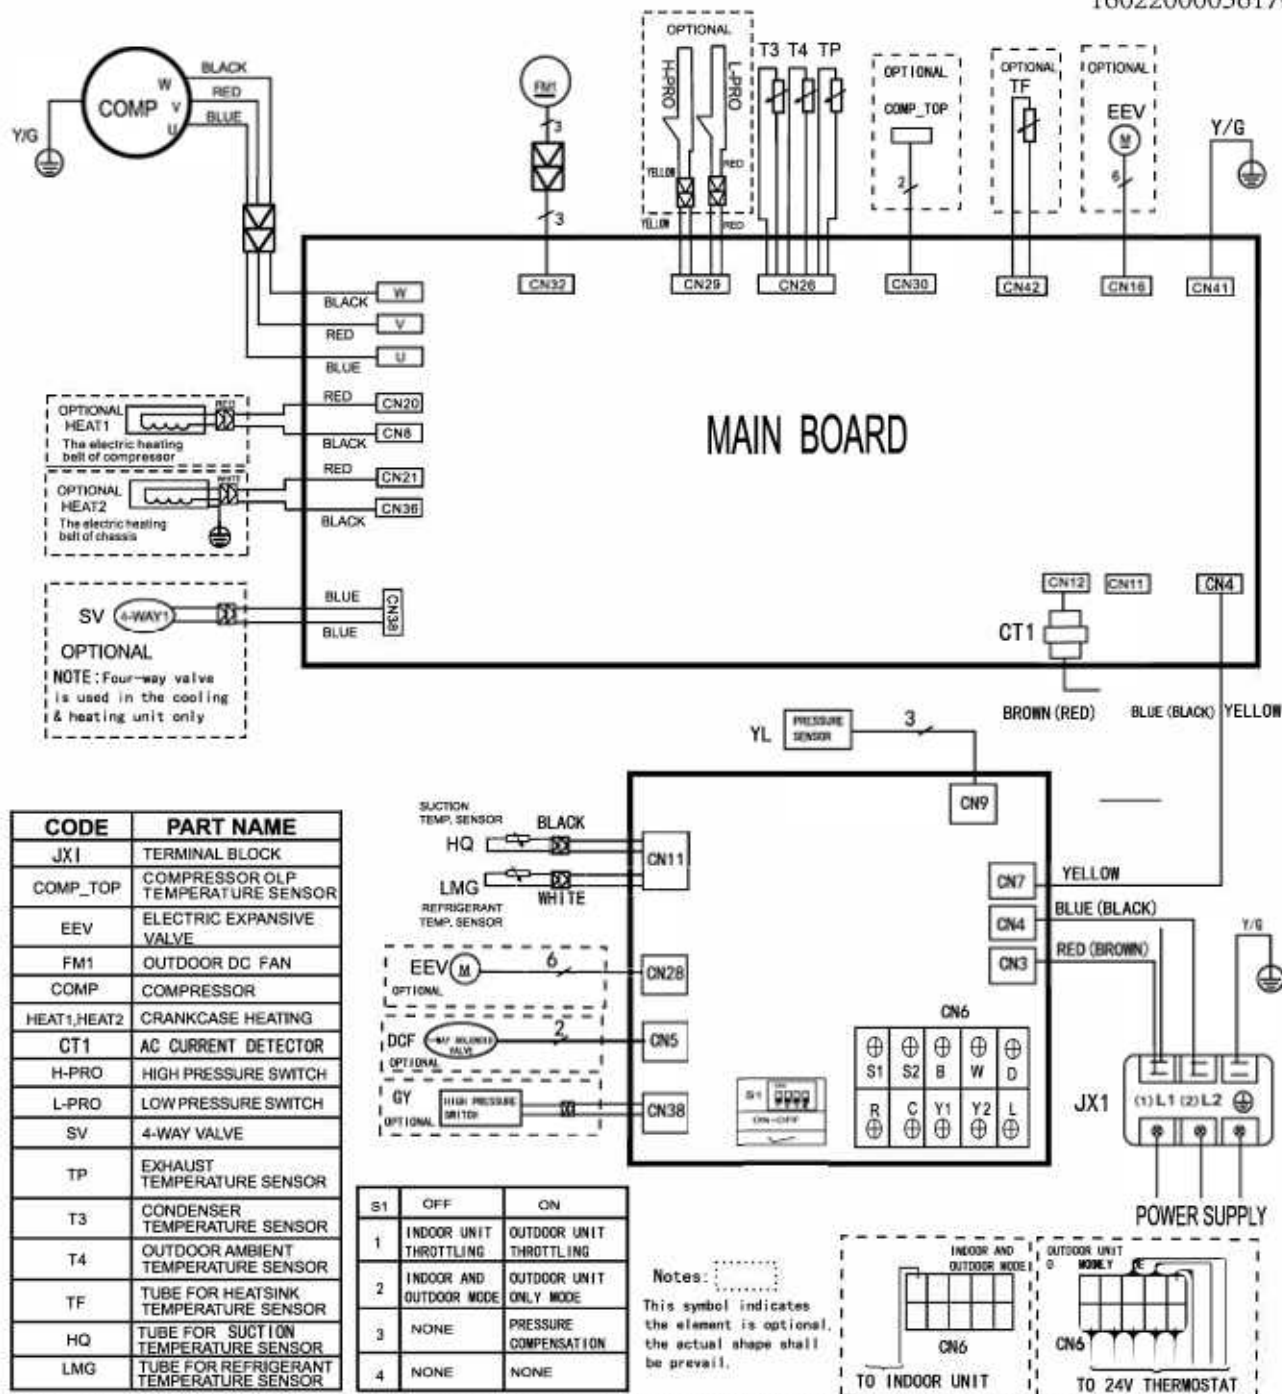 OPTIONAL
H-PRO
L-PRO
T3 T4 TP
OPTIONAL
COMP_TOP
OPTIONAL
TF
OPTIONAL
EEV
M
Y/G
COMP
W
V
U
BLACK
RED
BLUE
Y/G
FM1
3
3
YELLOW
RED
YELLOW
RED
2
6
CN32
CN29
CN26
CN30
CN42
CN16
CN41
BLACK
W
RED
V
BLUE
U
MAIN BOARD
OPTIONAL
HEAT1
RED
The electric heating
belt of compressor
RED
CN20
BLACK
CN8
OPTIONAL
HEAT2
WHITE
The electric heating
belt of chassis
RED
CN21
BLACK
CN36
SV
4-WAY1
OPTIONAL
NOTE:Four-way valve
is used in the cooling
& heating unit only
BLUE
BLUE
CN38
CN12
CN11
CN4
CT1
BROWN(RED)
BLUE(BLACK)
YELLOW
YL
PRESSURE
SENSOR
3
CN9
SUCTION
TEMP. SENSOR
HQ
BLACK
CN11
LMG
WHITE
REFRIGERANT
TEMP. SENSOR
EEV
M
OPTIONAL
6
CN28
DCF
VALVE
OPTIONAL
2
CN5
GY
OPTIONAL
HIGH PRESSURE
SWITCH
CN38
CN7
YELLOW
CN4
BLUE(BLACK)
CN3
RED(BROWN)
Y/G
CN6
S1 S2 B W D
R C Y1 Y2 L
S1
ON-OFF
JX1
(1)L1 (2)L2
POWER SUPPLY
CODE PART NAME
JX1 TERMINAL BLOCK
COMP_TOP COMPRESSOR OLP
TEMPERATURE SENSOR
EEV ELECTRIC EXPANSIVE
VALVE
FM1 OUTDOOR DC FAN
COMP COMPRESSOR
HEAT1,HEAT2 CRANKCASE HEATING
CT1 AC CURRENT DETECTOR
H-PRO HIGH PRESSURE SWITCH
L-PRO LOW PRESSURE SWITCH
SV 4-WAY VALVE
TP EXHAUST
TEMPERATURE SENSOR
T3 CONDENSER
TEMPERATURE SENSOR
T4 OUTDOOR AMBIENT
TEMPERATURE SENSOR
TF TUBE FOR HEATSINK
TEMPERATURE SENSOR
HQ TUBE FOR SUCTION
TEMPERATURE SENSOR
LMG TUBE FOR REFRIGERANT
TEMPERATURE SENSOR
S1 OFF ON
1 INDOOR UNIT THROTTLING OUTDOOR UNIT THROTTLING
2 INDOOR AND OUTDOOR MODE OUTDOOR UNIT ONLY MODE
3 NONE PRESSURE COMPENSATION
4 NONE NONE
Notes:
This symbol indicates
the element is optional.
the actual shape shall
be prevail.
INDOOR AND
OUTDOOR MODE
CN6
TO INDOOR UNIT
OUTDOOR UNIT
CN6
TO 24V THERMOSTAT